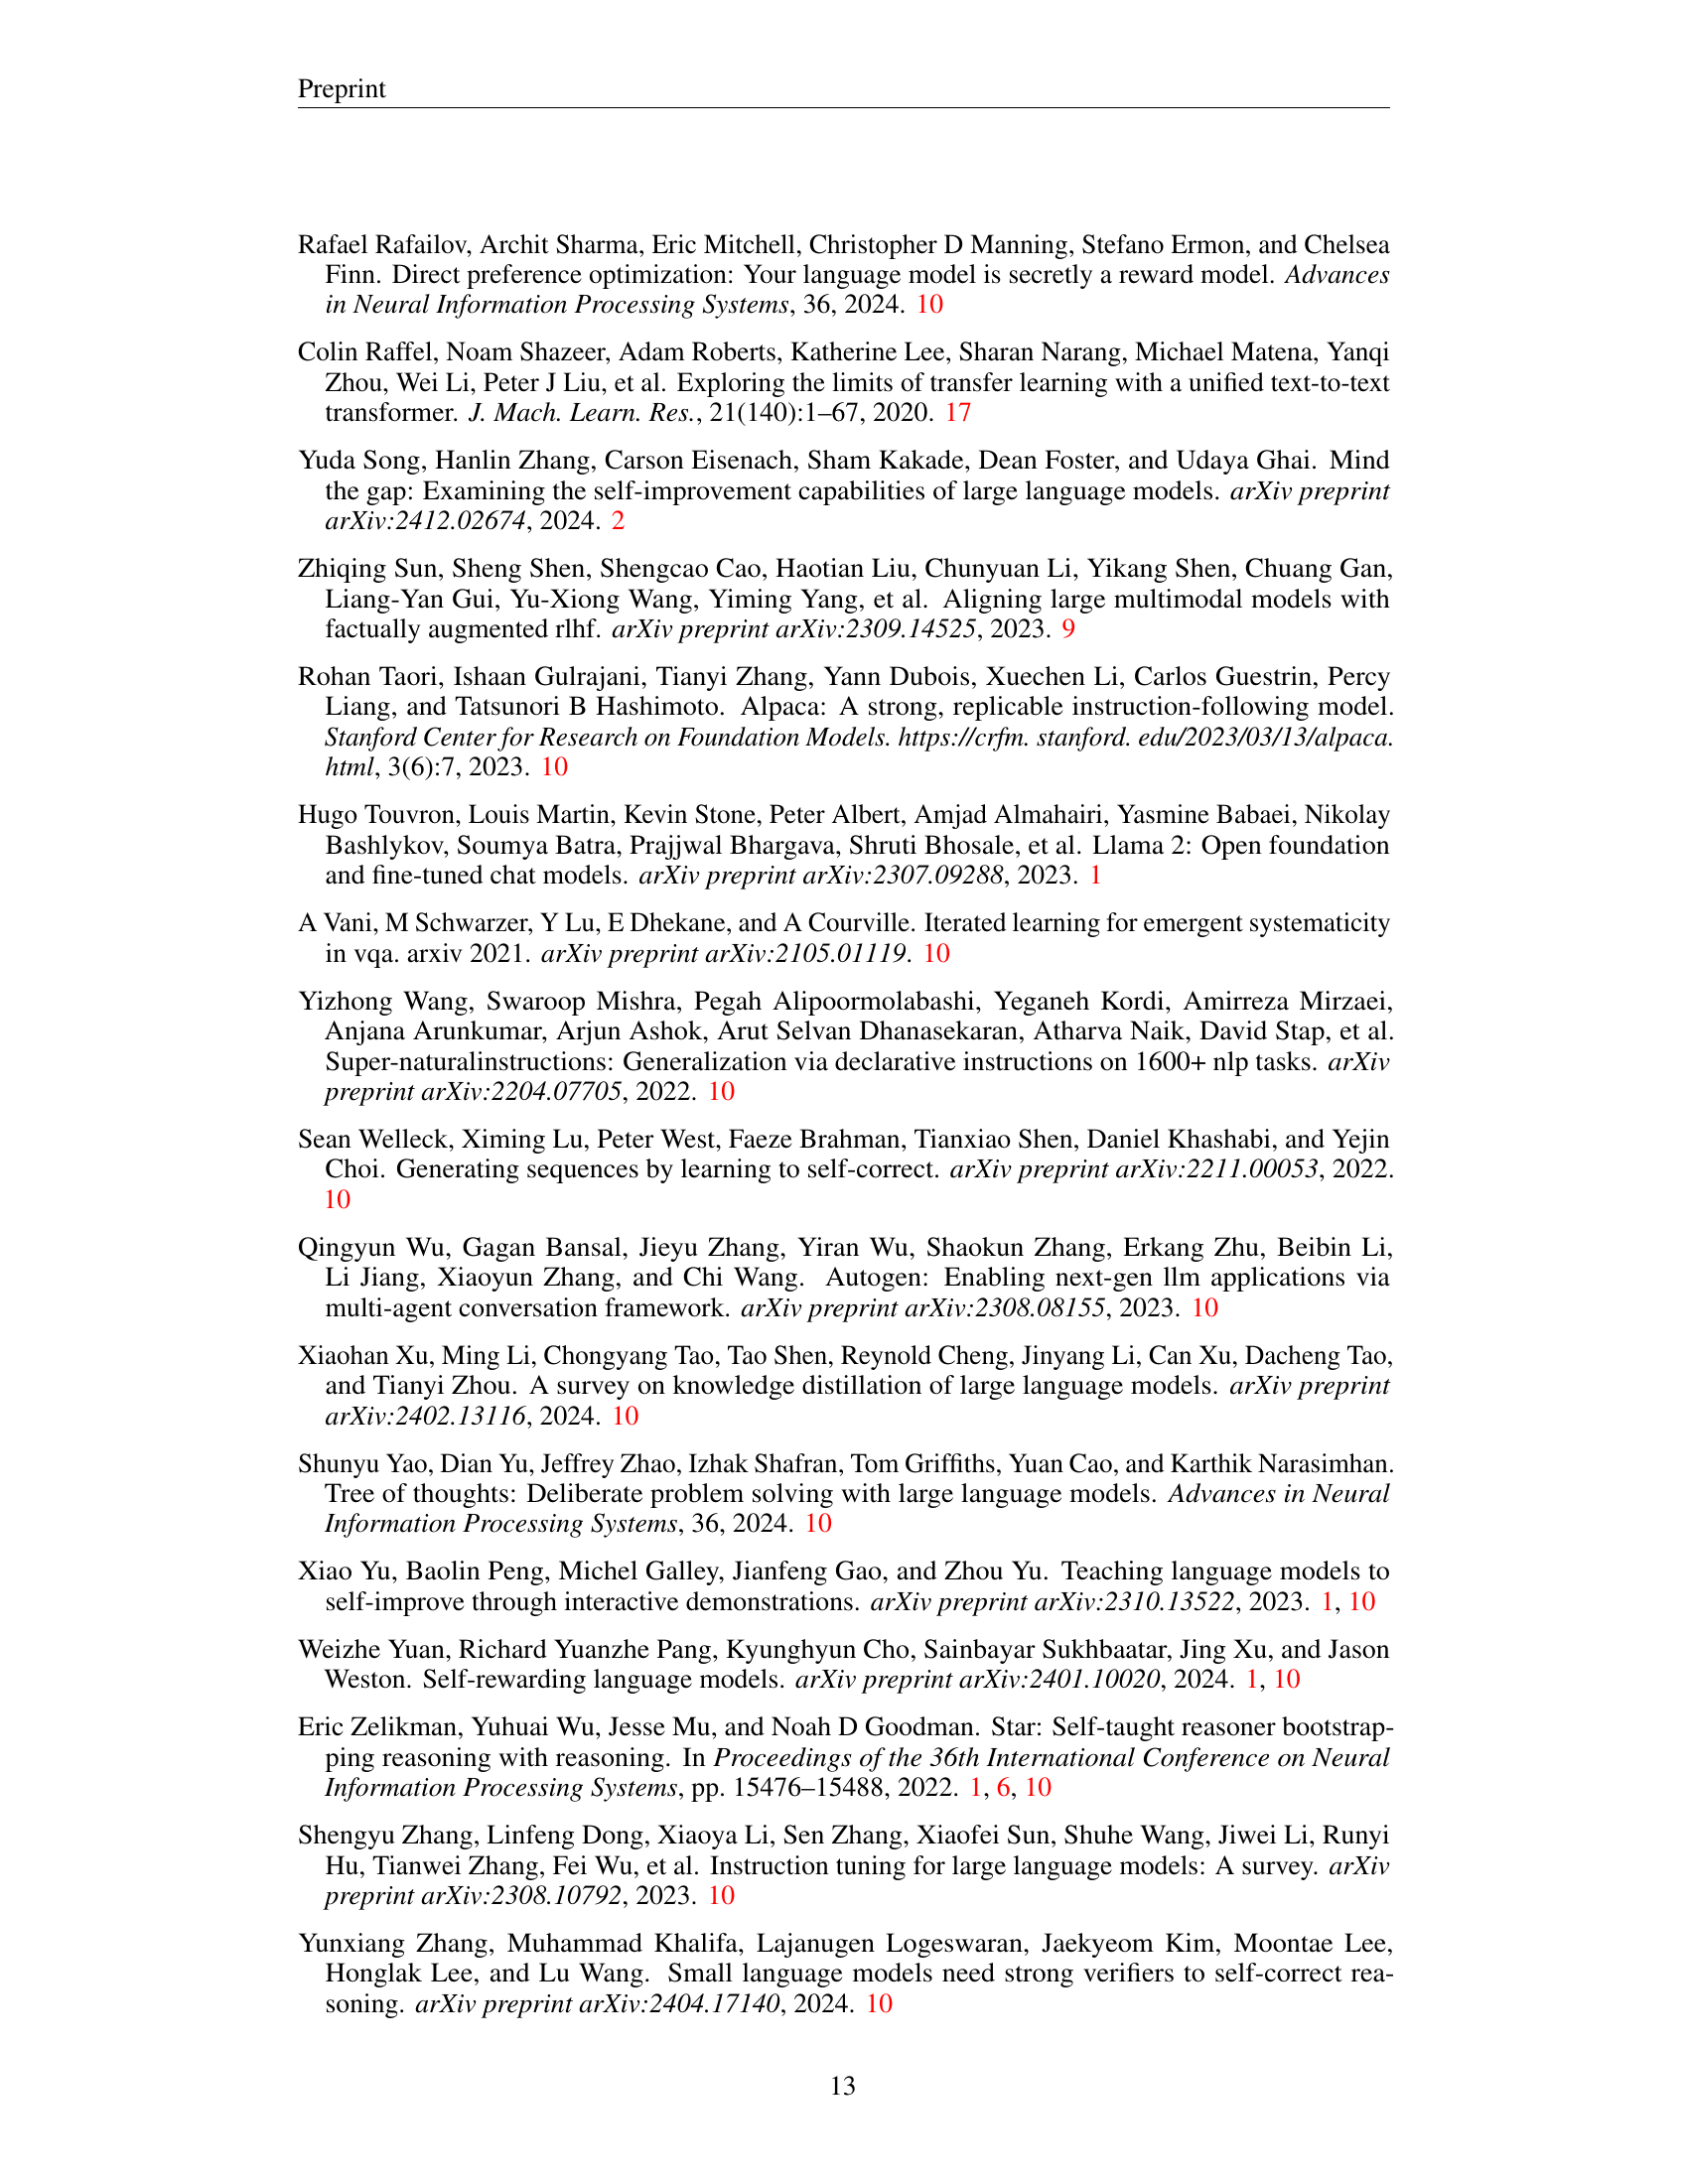 Preprint
Rafael Rafailov, Archit Sharma, Eric Mitchell, Christopher D Manning, Stefano Ermon, and Chelsea
Finn. Direct preference optimization: Your language model is secretly a reward model. Advances
in Neural Information Processing Systems, 36, 2024. 10
Colin Raffel, Noam Shazeer, Adam Roberts, Katherine Lee, Sharan Narang, Michael Matena, Yanqi
Zhou, Wei Li, Peter J Liu, et al. Exploring the limits of transfer learning with a unified text-to-text
transformer. J. Mach. Learn. Res., 21(140):1–67, 2020. 17
Yuda Song, Hanlin Zhang, Carson Eisenach, Sham Kakade, Dean Foster, and Udaya Ghai. Mind
the gap: Examining the self-improvement capabilities of large language models. arXiv preprint
arXiv:2412.02674, 2024. 2
Zhiqing Sun, Sheng Shen, Shengcao Cao, Haotian Liu, Chunyuan Li, Yikang Shen, Chuang Gan,
Liang-Yan Gui, Yu-Xiong Wang, Yiming Yang, et al. Aligning large multimodal models with
factually augmented rlhf. arXiv preprint arXiv:2309.14525, 2023. 9
Rohan Taori, Ishaan Gulrajani, Tianyi Zhang, Yann Dubois, Xuechen Li, Carlos Guestrin, Percy
Liang, and Tatsunori B Hashimoto. Alpaca: A strong, replicable instruction-following model.
Stanford Center for Research on Foundation Models. https://crfm. stanford. edu/2023/03/13/alpaca.
html, 3(6):7, 2023. 10
Hugo Touvron, Louis Martin, Kevin Stone, Peter Albert, Amjad Almahairi, Yasmine Babaei, Nikolay
Bashlykov, Soumya Batra, Prajjwal Bhargava, Shruti Bhosale, et al. Llama 2: Open foundation
and fine-tuned chat models. arXiv preprint arXiv:2307.09288, 2023. 1
A Vani, M Schwarzer, Y Lu, E Dhekane, and A Courville. Iterated learning for emergent systematicity
in vqa. arxiv 2021. arXiv preprint arXiv:2105.01119. 10
Yizhong Wang, Swaroop Mishra, Pegah Alipoormolabashi, Yeganeh Kordi, Amirreza Mirzaei,
Anjana Arunkumar, Arjun Ashok, Arut Selvan Dhanasekaran, Atharva Naik, David Stap, et al.
Super-naturalinstructions: Generalization via declarative instructions on 1600+ nlp tasks. arXiv
preprint arXiv:2204.07705, 2022. 10
Sean Welleck, Ximing Lu, Peter West, Faeze Brahman, Tianxiao Shen, Daniel Khashabi, and Yejin
Choi. Generating sequences by learning to self-correct. arXiv preprint arXiv:2211.00053, 2022.
10
Qingyun Wu, Gagan Bansal, Jieyu Zhang, Yiran Wu, Shaokun Zhang, Erkang Zhu, Beibin Li,
Li Jiang, Xiaoyun Zhang, and Chi Wang. Autogen: Enabling next-gen llm applications via
multi-agent conversation framework. arXiv preprint arXiv:2308.08155, 2023. 10
Xiaohan Xu, Ming Li, Chongyang Tao, Tao Shen, Reynold Cheng, Jinyang Li, Can Xu, Dacheng Tao,
and Tianyi Zhou. A survey on knowledge distillation of large language models. arXiv preprint
arXiv:2402.13116, 2024. 10
Shunyu Yao, Dian Yu, Jeffrey Zhao, Izhak Shafran, Tom Griffiths, Yuan Cao, and Karthik Narasimhan.
Tree of thoughts: Deliberate problem solving with large language models. Advances in Neural
Information Processing Systems, 36, 2024. 10
Xiao Yu, Baolin Peng, Michel Galley, Jianfeng Gao, and Zhou Yu. Teaching language models to
self-improve through interactive demonstrations. arXiv preprint arXiv:2310.13522, 2023. 1, 10
Weizhe Yuan, Richard Yuanzhe Pang, Kyunghyun Cho, Sainbayar Sukhbaatar, Jing Xu, and Jason
Weston. Self-rewarding language models. arXiv preprint arXiv:2401.10020, 2024. 1, 10
Eric Zelikman, Yuhuai Wu, Jesse Mu, and Noah D Goodman. Star: Self-taught reasoner bootstrap-
ping reasoning with reasoning. In Proceedings of the 36th International Conference on Neural
Information Processing Systems, pp. 15476–15488, 2022. 1, 6, 10
Shengyu Zhang, Linfeng Dong, Xiaoya Li, Sen Zhang, Xiaofei Sun, Shuhe Wang, Jiwei Li, Runyi
Hu, Tianwei Zhang, Fei Wu, et al. Instruction tuning for large language models: A survey. arXiv
preprint arXiv:2308.10792, 2023. 10
Yunxiang Zhang, Muhammad Khalifa, Lajanugen Logeswaran, Jaekyeom Kim, Moontae Lee,
Honglak Lee, and Lu Wang. Small language models need strong verifiers to self-correct rea-
soning. arXiv preprint arXiv:2404.17140, 2024. 10
13